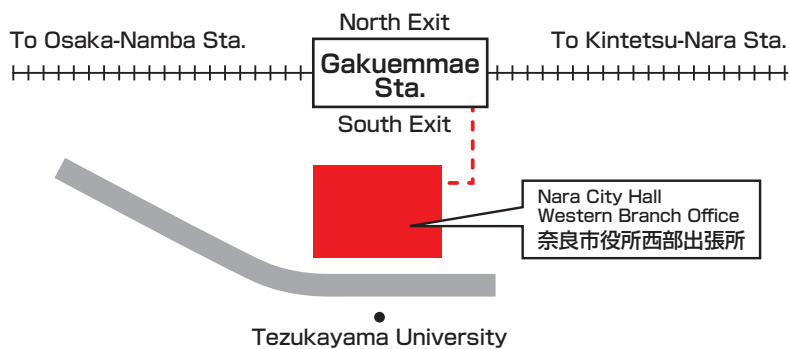 North Exit
To Osaka-Namba Sta.
To Kintetsu-Nara Sta.
Gakuemmae
Sta.
South Exit
Nara City Hall
Western Branch Office
奈良市役所西部出張所
Tezukayama University